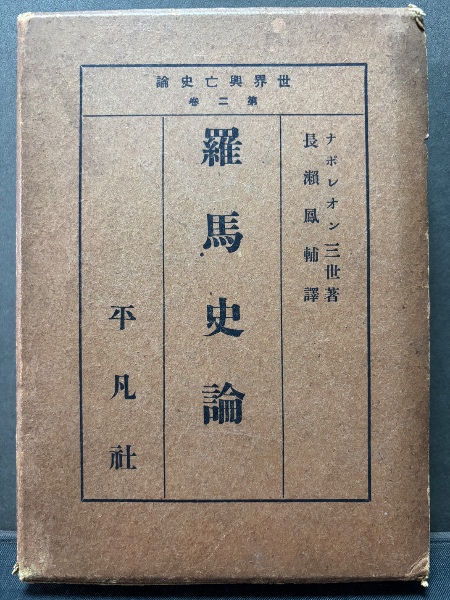 世界興亡史論
第二巻
ナポレオン三世著
長瀬鳳輔譯
羅馬史論
平凡社